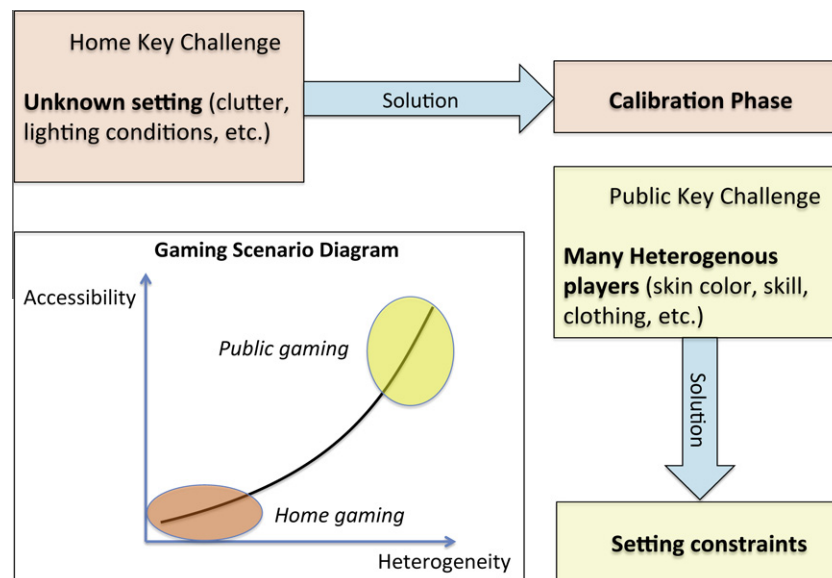 Home Key Challenge
Unknown setting (clutter,
lighting conditions, etc.)
Solution
Calibration Phase
Public Key Challenge
Many Heterogenous
players (skin color, skill,
clothing, etc.)
Solution
Setting constraints
Gaming Scenario Diagram
Accessibility
Public gaming
Home gaming
Heterogeneity